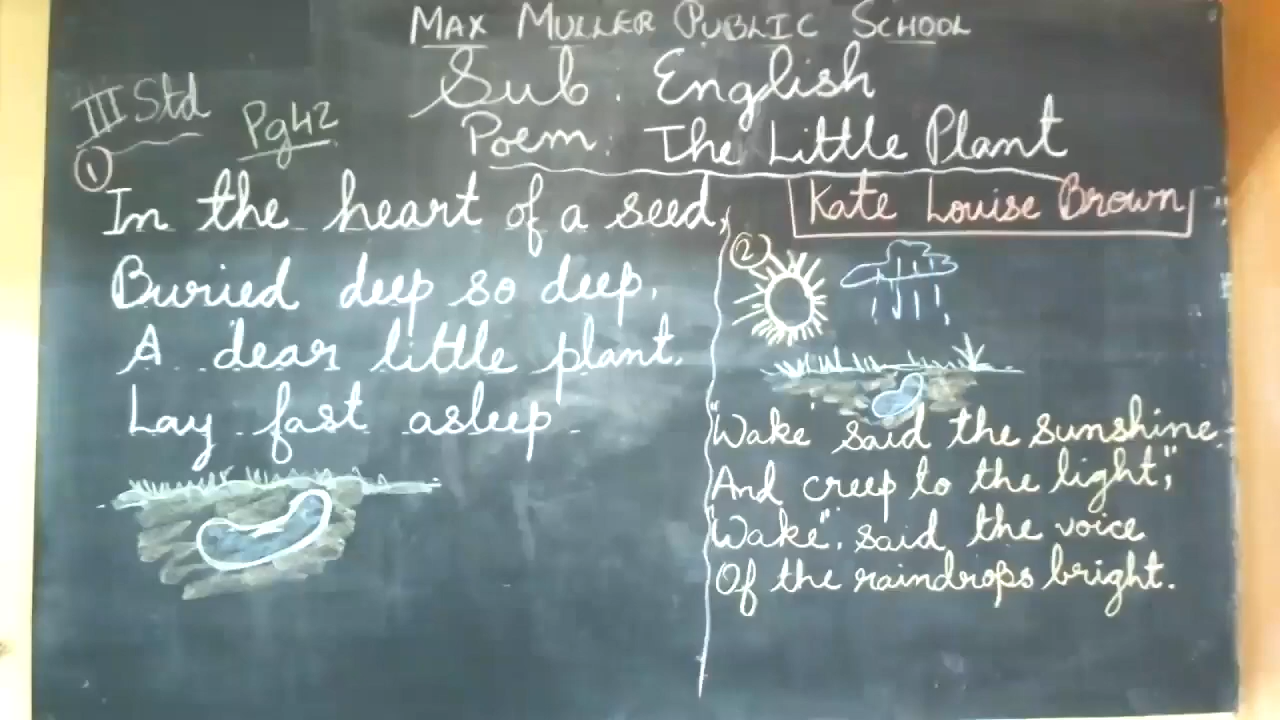 MAX MULLER PUBLIC SCHOOL
Sub. English
III Std
Pg 42
Poem: The Little Plant
Kate Louise Brown
①
In the heart of a seed,
Buried deep so deep,
A dear little plant,
Lay fast asleep
②
"Wake" said the sunshine,
And creep to the light,"
"Wake", said the voice
Of the raindrops bright.